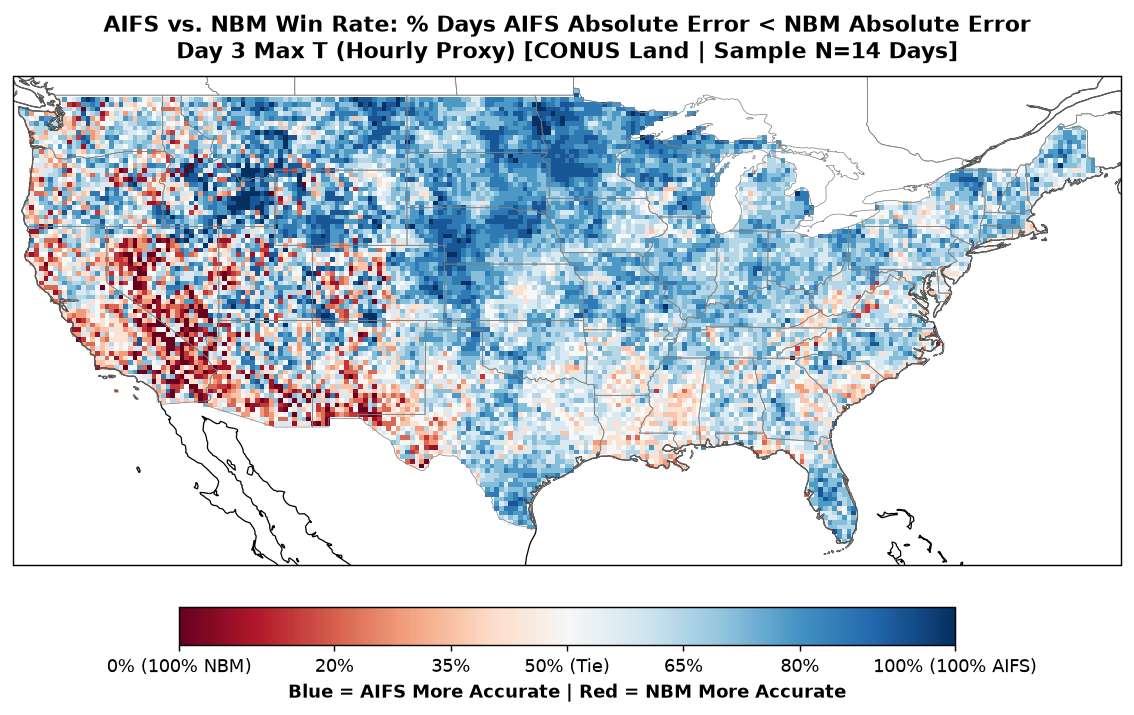 AIFS vs. NBM Win Rate: % Days AIFS Absolute Error < NBM Absolute Error
Day 3 Max T (Hourly Proxy) [CONUS Land | Sample N=14 Days]
0% (100% NBM) 20% 35% 50% (Tie) 65% 80% 100% (100% AIFS)
Blue = AIFS More Accurate | Red = NBM More Accurate